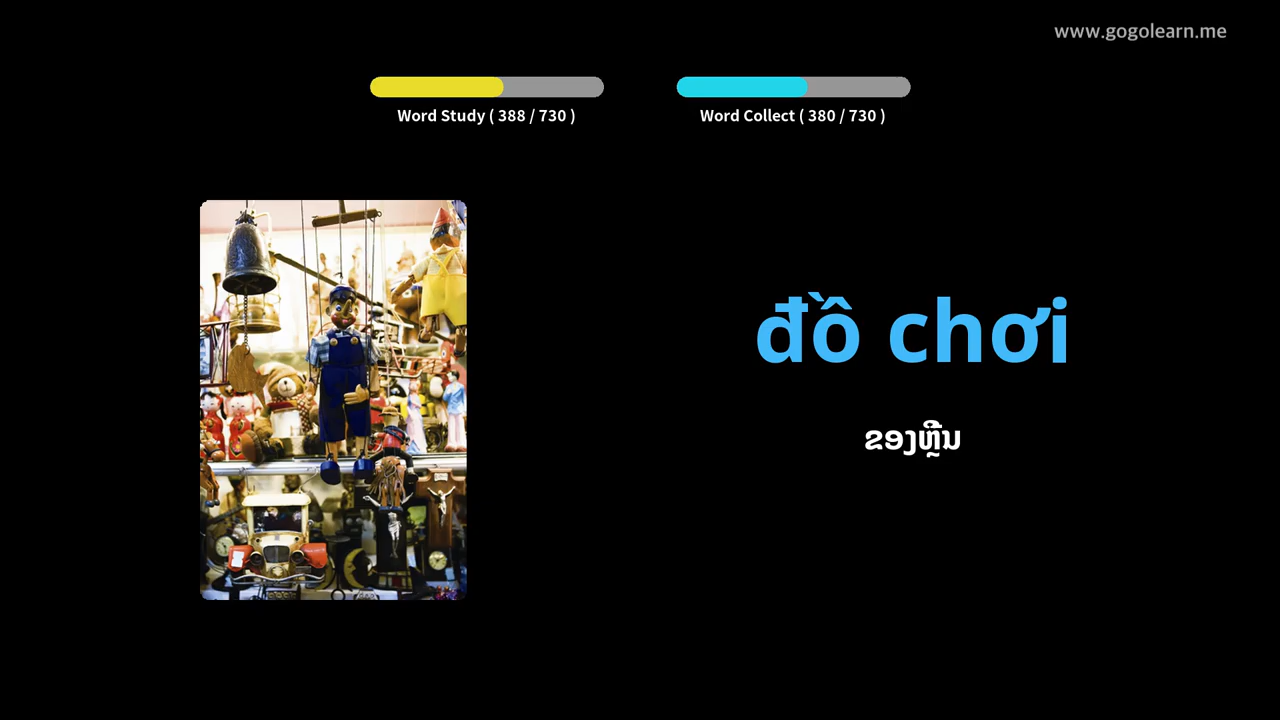 www.gogolearn.me
Word Study ( 388 / 730 )
Word Collect ( 380 / 730 )
đồ chơi
ຂອງຫຼິ້ນ